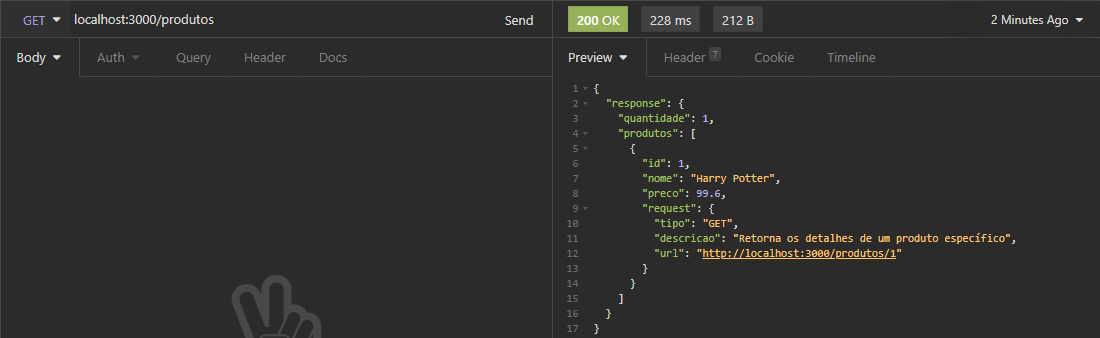 GET localhost:3000/produtos Send
200 OK 228 ms 212 B 2 Minutes Ago
Body Auth Query Header Docs
Preview Header 7 Cookie Timeline
1 {
2 "response": {
3 "quantidade": 1,
4 "produtos": [
5 {
6 "id": 1,
7 "nome": "Harry Potter",
8 "preco": 99.6,
9 "request": {
10 "tipo": "GET",
11 "descricao": "Retorna os detalhes de um produto específico",
12 "url": "http://localhost:3000/produtos/1"
13 }
14 }
15 ]
16 }
17 }